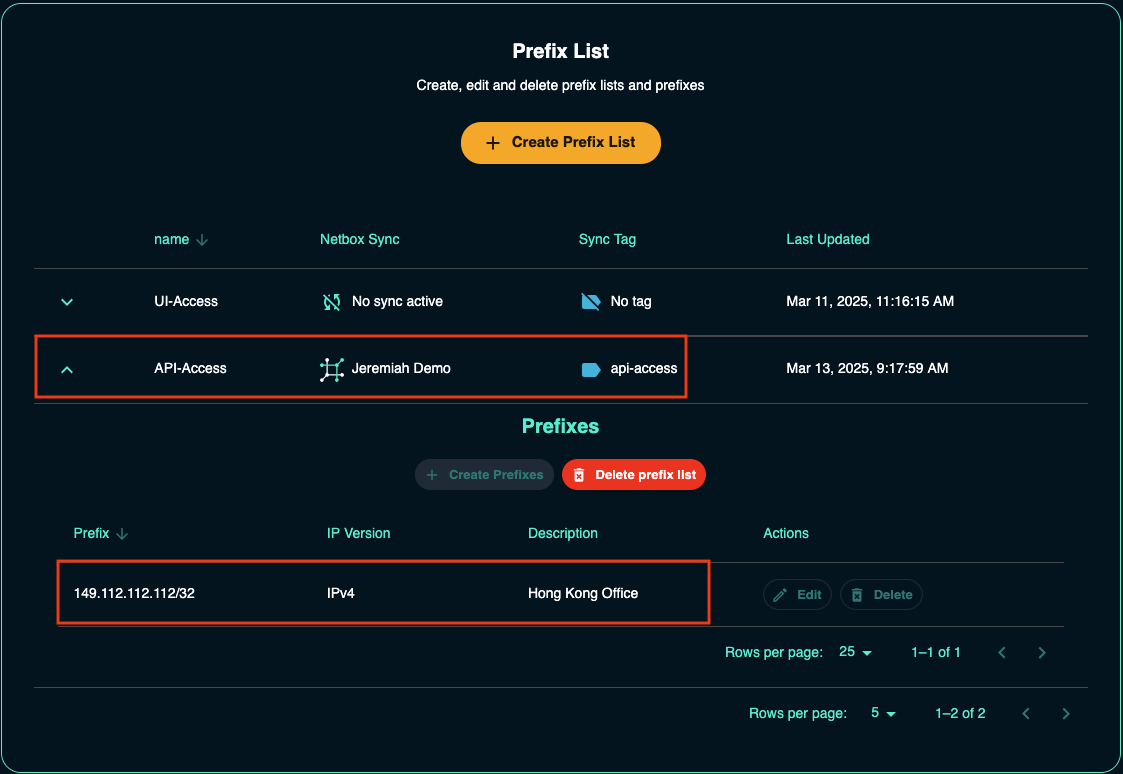 Prefix List
Create, edit and delete prefix lists and prefixes
Create Prefix List
name Netbox Sync Sync Tag Last Updated
UI-Access No sync active No tag Mar 11, 2025, 11:16:15 AM
API-Access Jeremiah Demo api-access Mar 13, 2025, 9:17:59 AM
Prefixes
Create Prefixes Delete prefix list
Prefix IP Version Description Actions
149.112.112.112/32 IPv4 Hong Kong Office Edit Delete
Rows per page: 25 1–1 of 1
Rows per page: 5 1–2 of 2